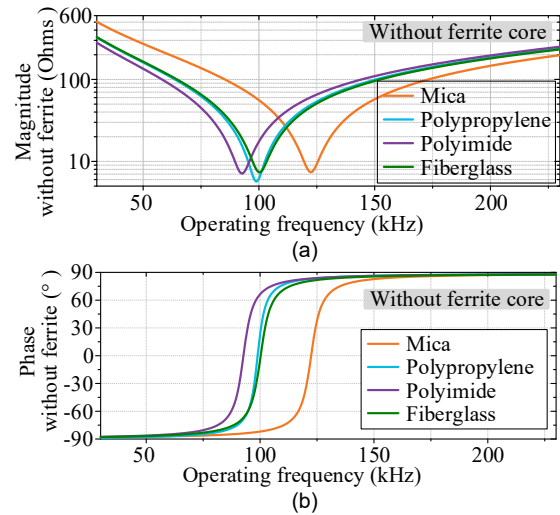 600
100
10
Magnitude
without ferrite (Ohms )
Without ferrite core
Mica
Polypropylene
Polyimide
Fiberglass
50 100 150 200
Operating frequency (kHz)
(a)
90
60
30
0
-30
-60
-90
Phase
without ferrite (° )
Without ferrite core
Mica
Polypropylene
Polyimide
Fiberglass
50 100 150 200
Operating frequency (kHz)
(b)